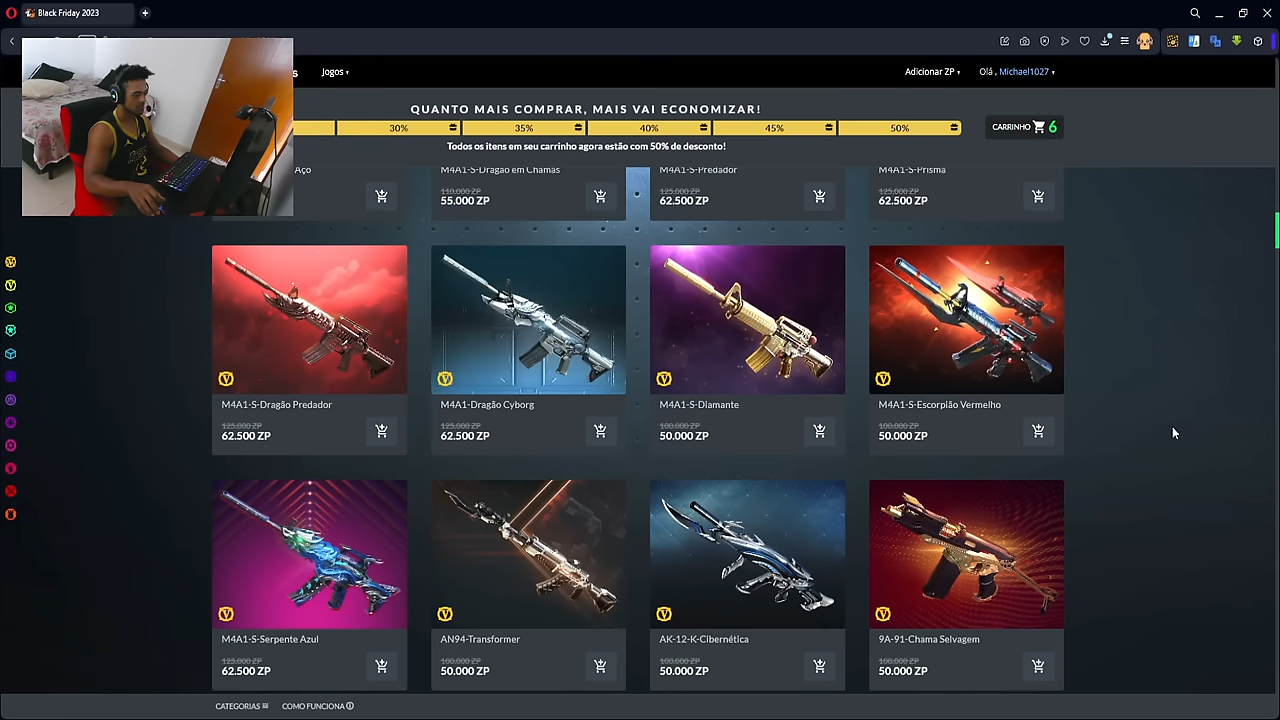 Black Friday 2023
s
Jogos
Adicionar ZP
Olá , Michael1027
QUANTO MAIS COMPRAR, MAIS VAI ECONOMIZAR!
30% 35% 40% 45% 50%
CARRINHO 6
Todos os itens em seu carrinho agora estão com 50% de desconto!
Aço
M4A1-S-Dragão em Chamas
110.000 ZP
55.000 ZP
M4A1-S-Predador
125.000 ZP
62.500 ZP
M4A1-S-Prisma
125.000 ZP
62.500 ZP
M4A1-S-Dragão Predador
125.000 ZP
62.500 ZP
M4A1-Dragão Cyborg
125.000 ZP
62.500 ZP
M4A1-S-Diamante
100.000 ZP
50.000 ZP
M4A1-S-Escorpião Vermelho
100.000 ZP
50.000 ZP
M4A1-S-Serpente Azul
125.000 ZP
62.500 ZP
AN94-Transformer
100.000 ZP
50.000 ZP
AK-12-K-Cibernética
100.000 ZP
50.000 ZP
9A-91-Chama Selvagem
100.000 ZP
50.000 ZP
CATEGORIAS
COMO FUNCIONA